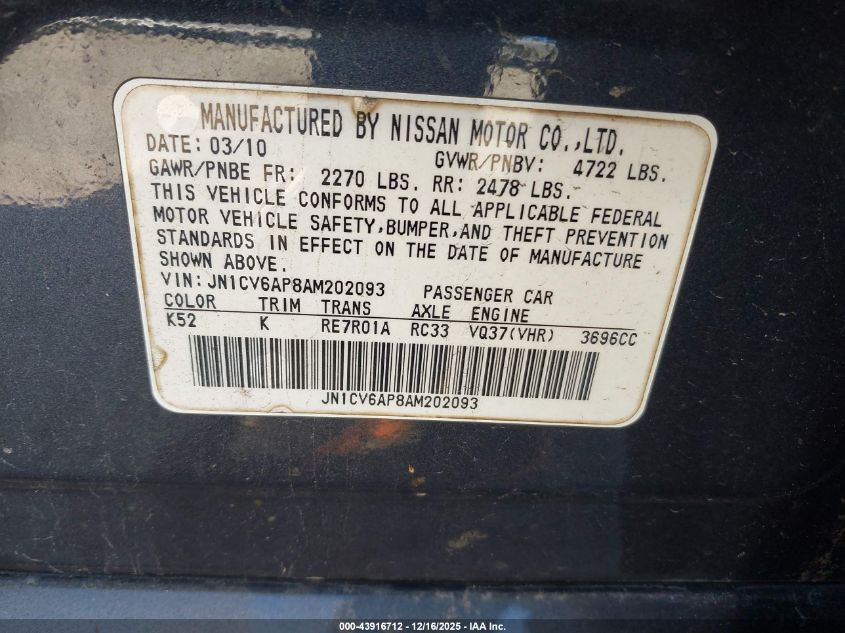 MANUFACTURED BY NISSAN MOTOR CO.,LTD.
DATE: 03/10 GVWR/PNBV: 4722 LBS.
GAWR/PNBE FR: 2270 LBS. RR: 2478 LBS.
THIS VEHICLE CONFORMS TO ALL APPLICABLE FEDERAL
MOTOR VEHICLE SAFETY,BUMPER,AND THEFT PREVENTION
STANDARDS IN EFFECT ON THE DATE OF MANUFACTURE
SHOWN ABOVE.
VIN:JN1CV6AP8AM202093 PASSENGER CAR
COLOR TRIM TRANS AXLE ENGINE
K52 K RE7R01A RC33 VQ37(VHR) 3696CC
JN1CV6AP8AM202093
000-43916712 - 12/16/2025 - IAA Inc.